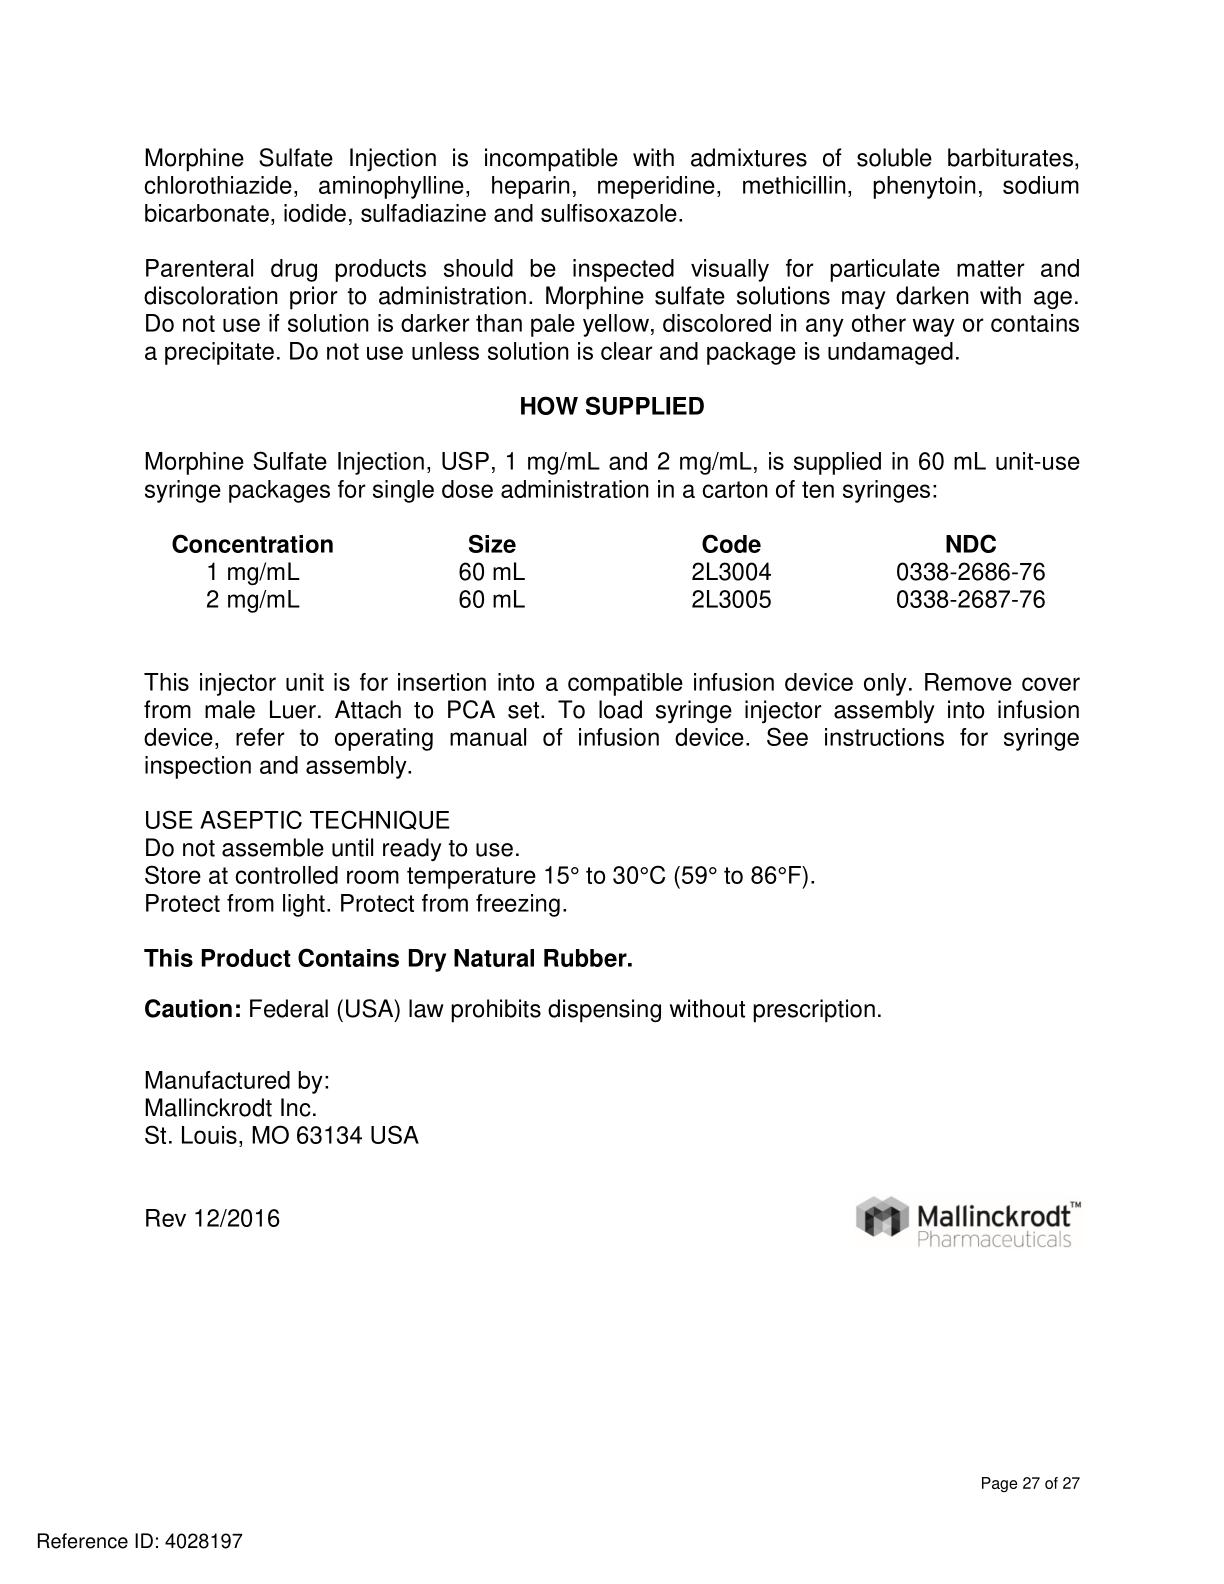 Morphine Sulfate Injection is incompatible with admixtures of soluble barbiturates,
chlorothiazide, aminophylline, heparin, meperidine, methicillin, phenytoin, sodium
bicarbonate, iodide, sulfadiazine and sulfisoxazole.
Parenteral drug products should be inspected visually for particulate matter and
discoloration prior to administration. Morphine sulfate solutions may darken with age.
Do not use if solution is darker than pale yellow, discolored in any other way or contains
a precipitate. Do not use unless solution is clear and package is undamaged.
HOW SUPPLIED
Morphine Sulfate Injection, USP, 1 mg/mL and 2 mg/mL, is supplied in 60 mL unit-use
syringe packages for single dose administration in a carton of ten syringes:
Concentration Size Code NDC
1 mg/mL 60 mL 2L3004 0338-2686-76
2 mg/mL 60 mL 2L3005 0338-2687-76
This injector unit is for insertion into a compatible infusion device only. Remove cover
from male Luer. Attach to PCA set. To load syringe injector assembly into infusion
device, refer to operating manual of infusion device. See instructions for syringe
inspection and assembly.
USE ASEPTIC TECHNIQUE
Do not assemble until ready to use.
Store at controlled room temperature 15° to 30°C (59° to 86°F).
Protect from light. Protect from freezing.
This Product Contains Dry Natural Rubber.
Caution: Federal (USA) law prohibits dispensing without prescription.
Manufactured by:
Mallinckrodt Inc.
St. Louis, MO 63134 USA
Rev 12/2016
Mallinckrodt™
Pharmaceuticals
Page 27 of 27
Reference ID: 4028197